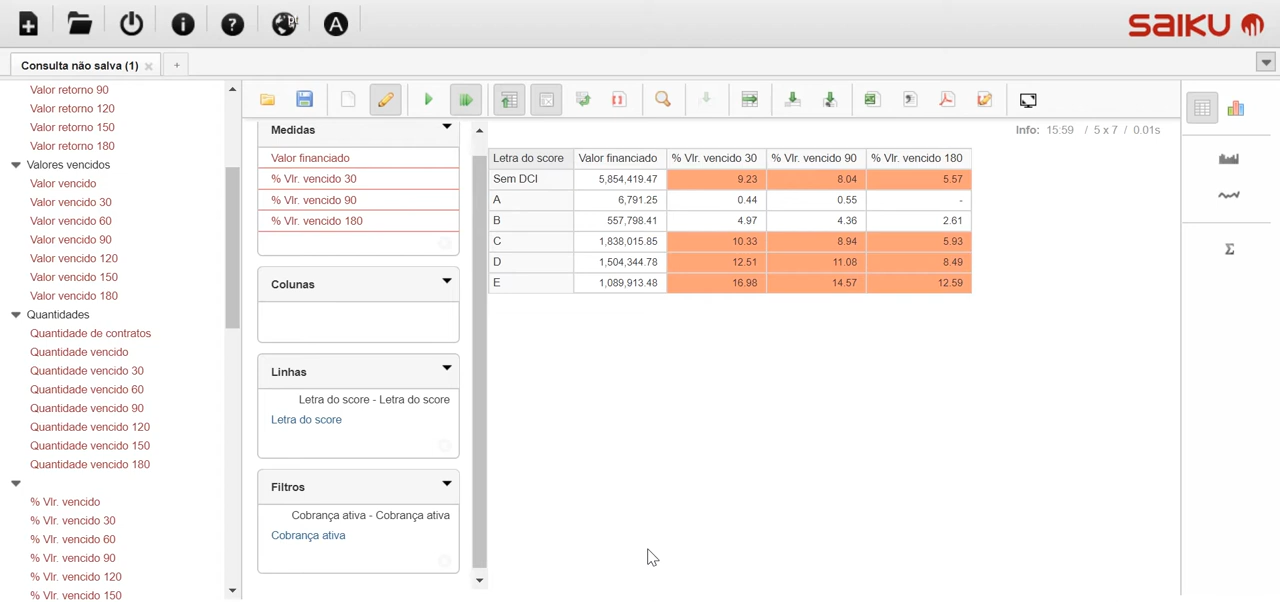 saiku
Consulta não salva (1)
Valor retorno 90
Valor retorno 120
Valor retorno 150
Valor retorno 180
Valores vencidos
Valor vencido
Valor vencido 30
Valor vencido 60
Valor vencido 90
Valor vencido 120
Valor vencido 150
Valor vencido 180
Quantidades
Quantidade de contratos
Quantidade vencido
Quantidade vencido 30
Quantidade vencido 60
Quantidade vencido 90
Quantidade vencido 120
Quantidade vencido 150
Quantidade vencido 180
% Vlr. vencido
% Vlr. vencido 30
% Vlr. vencido 60
% Vlr. vencido 90
% Vlr. vencido 120
% Vlr. vencido 150
Medidas
Valor financiado
% Vlr. vencido 30
% Vlr. vencido 90
% Vlr. vencido 180
Colunas
Linhas
Letra do score - Letra do score
Letra do score
Filtros
Cobrança ativa - Cobrança ativa
Cobrança ativa
Info: 15:59 / 5 x 7 / 0.01s
Letra do score Valor financiado % Vlr. vencido 30 % Vlr. vencido 90 % Vlr. vencido 180
Sem DCI 5,854,419.47 9.23 8.04 5.57
A 6,791.25 0.44 0.55 -
B 557,798.41 4.97 4.36 2.61
C 1,838,015.85 10.33 8.94 5.93
D 1,504,344.78 12.51 11.08 8.49
E 1,089,913.48 16.98 14.57 12.59